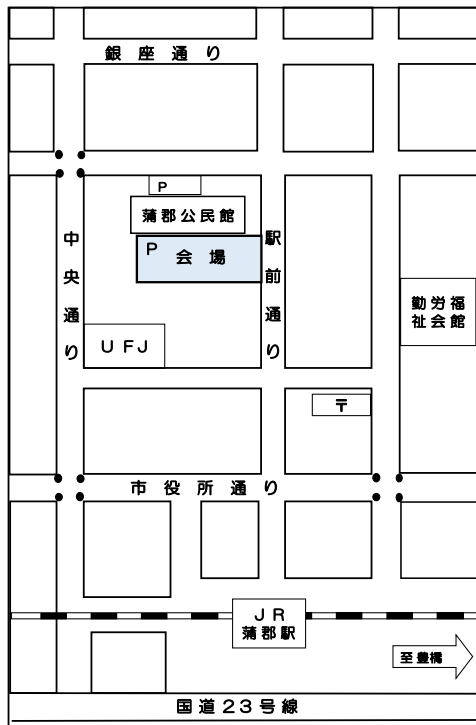 銀座通り
P
蒲郡公民館
P
会場
中央通り
駅前通り
勤労福
祉会館
UFJ
〒
市役所通り
JR
蒲郡駅
至豊橋
国道23号線